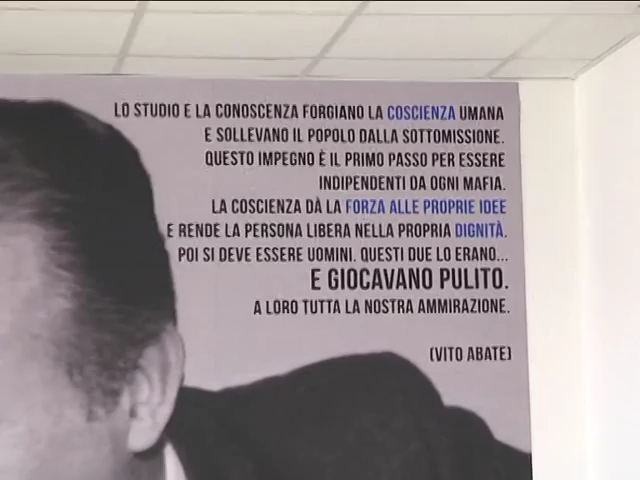 LO STUDIO E LA CONOSCENZA FORGIANO LA COSCIENZA UMANA
E SOLLEVANO IL POPOLO DALLA SOTTOMISSIONE.
QUESTO IMPEGNO È IL PRIMO PASSO PER ESSERE
INDIPENDENTI DA OGNI MAFIA.
LA COSCIENZA DÀ LA FORZA ALLE PROPRIE IDEE
E RENDE LA PERSONA LIBERA NELLA PROPRIA DIGNITÀ.
POI SI DEVE ESSERE UOMINI. QUESTI DUE LO ERANO...
E GIOCAVANO PULITO.
A LORO TUTTA LA NOSTRA AMMIRAZIONE.
(VITO ABATE)